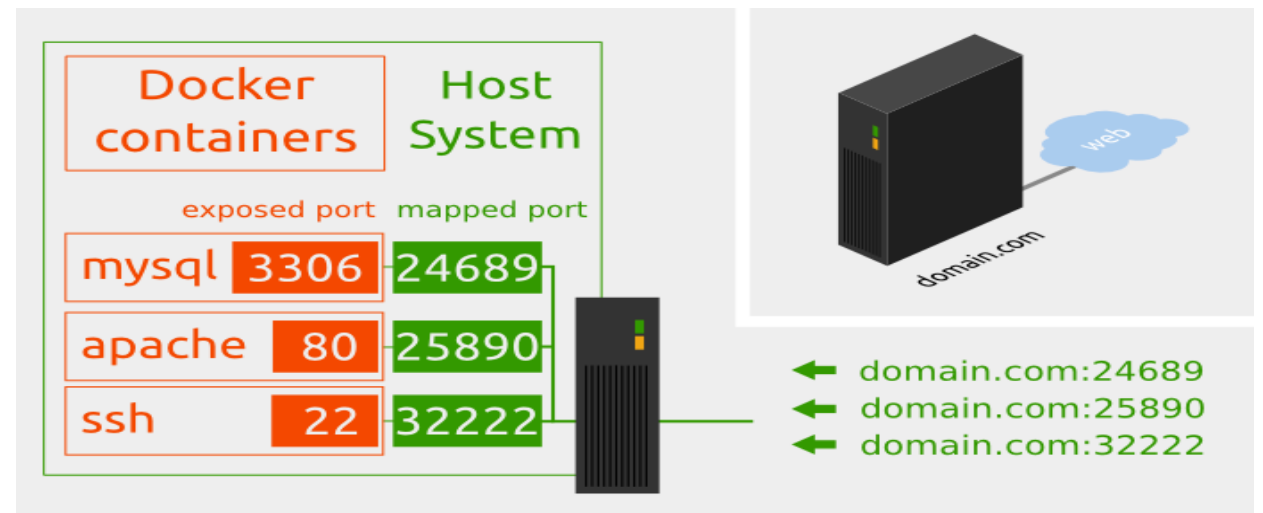 Docker
containers
Host
System
exposed port
mapped port
mysql 3306 24689
apache 80 25890
ssh 22 32222
web
domain.com
domain.com:24689
domain.com:25890
domain.com:32222